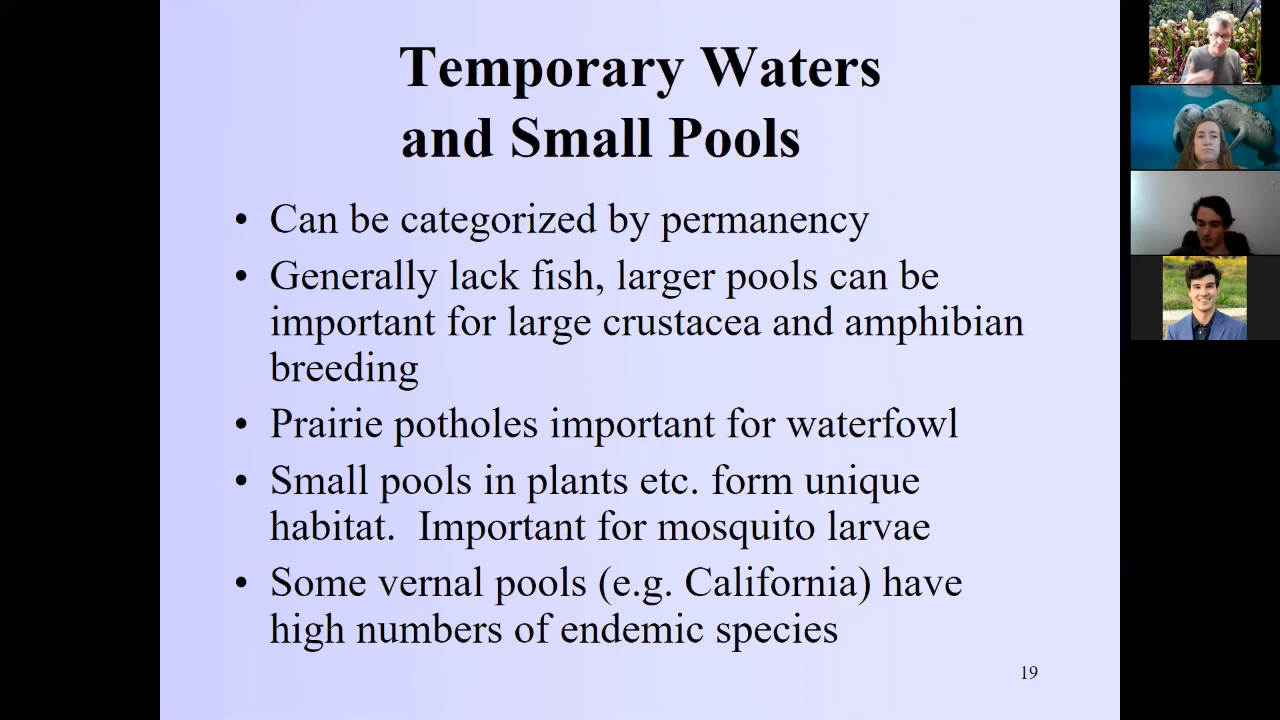 Temporary Waters
and Small Pools
• Can be categorized by permanency
• Generally lack fish, larger pools can be
important for large crustacea and amphibian
breeding
• Prairie potholes important for waterfowl
• Small pools in plants etc. form unique
habitat.  Important for mosquito larvae
• Some vernal pools (e.g. California) have
high numbers of endemic species
19